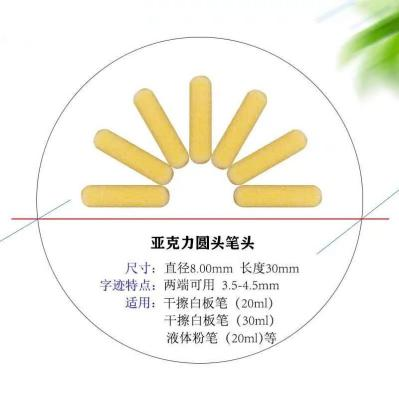 亚克力圆头笔头
尺寸：直径8.00mm 长度30mm
字迹特点：两端可用 3.5-4.5mm
适用：干擦白板笔（20ml）
干擦白板笔（30ml）
液体粉笔（20ml）等